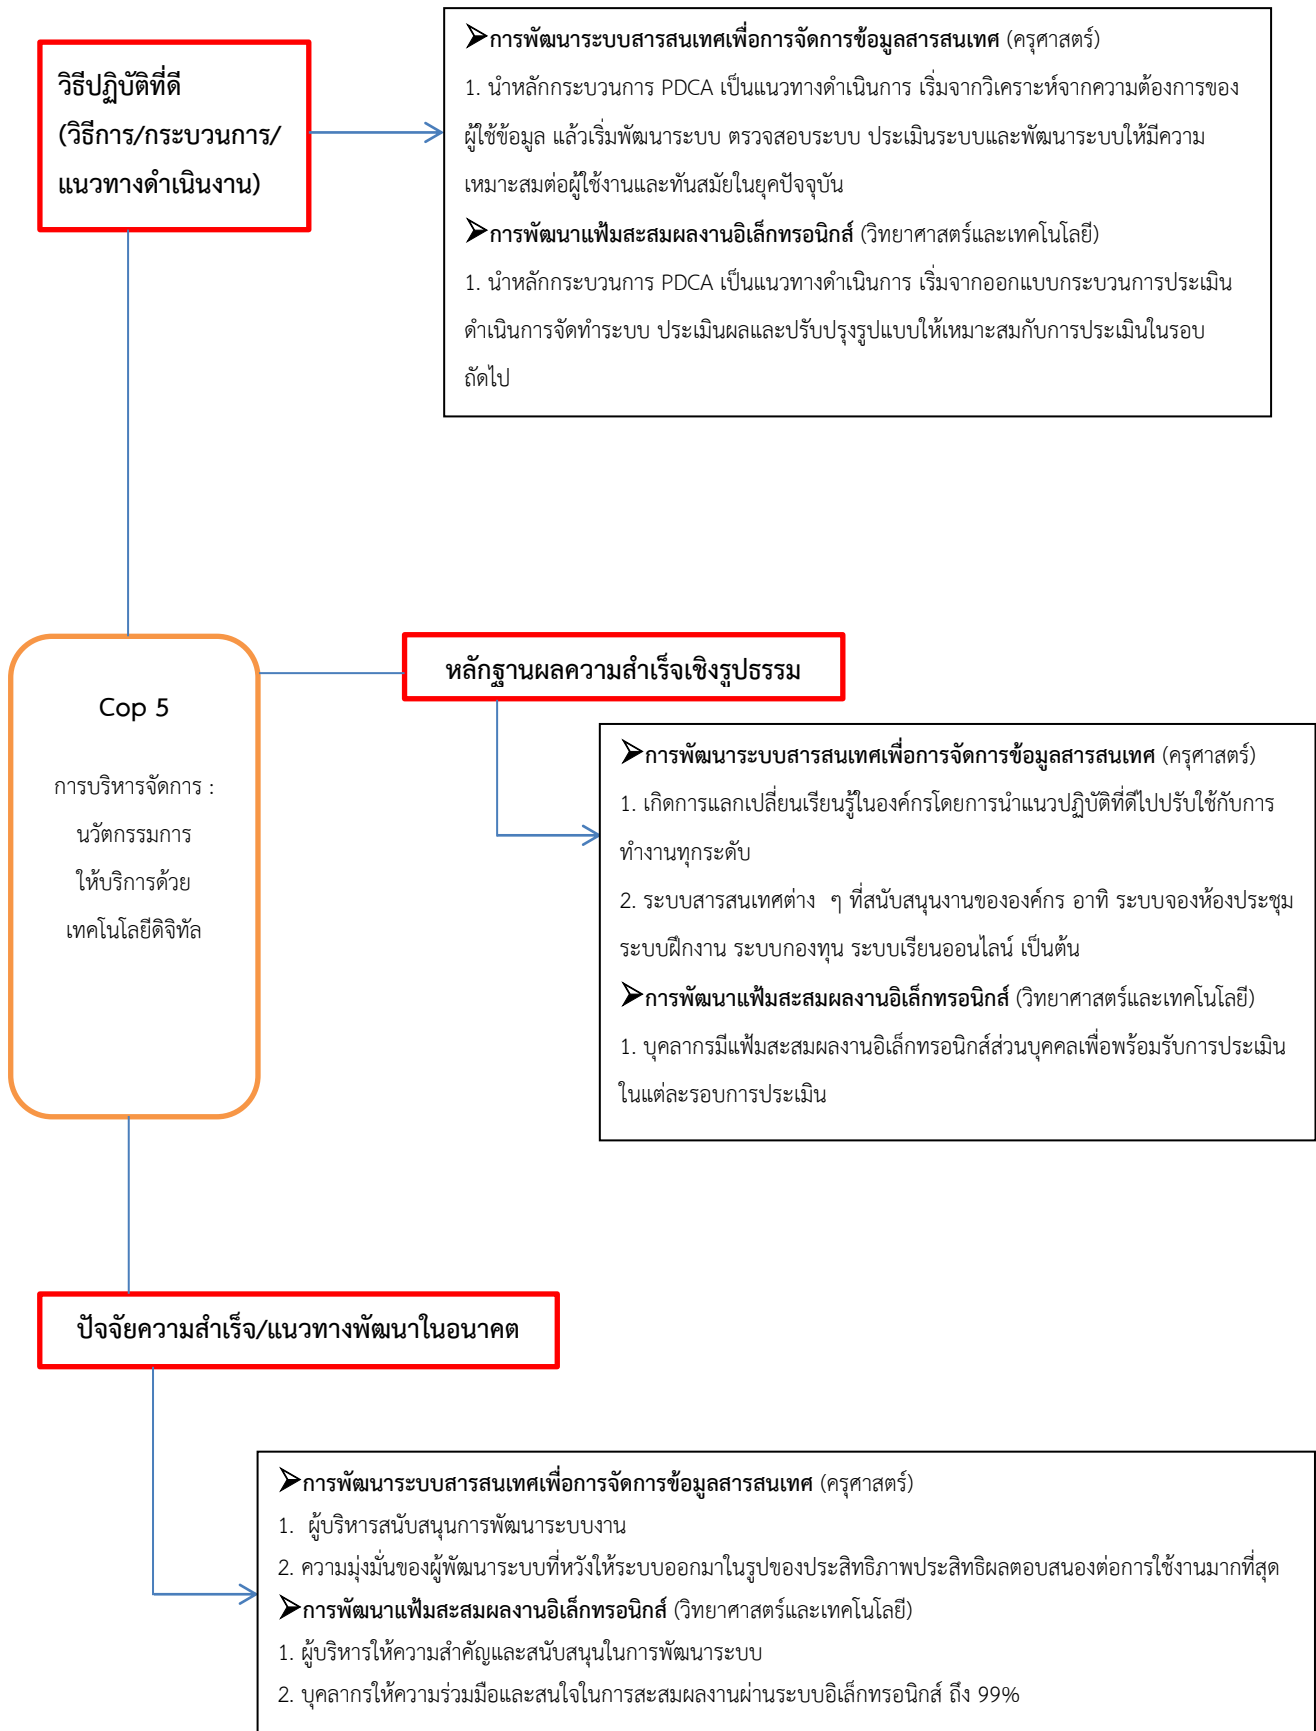 วิธีปฏิบัติที่ดี
(วิธีการ/กระบวนการ/
แนวทางดำเนินงาน)
➢การพัฒนาระบบสารสนเทศเพื่อการจัดการข้อมูลสารสนเทศ (ครุศาสตร์)
1. นำหลักกระบวนการ PDCA เป็นแนวทางดำเนินการ เริ่มจากวิเคราะห์จากความต้องการของ
ผู้ใช้ข้อมูล แล้วเริ่มพัฒนาระบบ ตรวจสอบระบบ ประเมินระบบและพัฒนาระบบให้มีความ
เหมาะสมต่อผู้ใช้งานและทันสมัยในยุคปัจจุบัน
➢การพัฒนาแฟ้มสะสมผลงานอิเล็กทรอนิกส์ (วิทยาศาสตร์และเทคโนโลยี)
1. นำหลักกระบวนการ PDCA เป็นแนวทางดำเนินการ เริ่มจากออกแบบกระบวนการประเมิน
ดำเนินการจัดทำระบบ ประเมินผลและปรับปรุงรูปแบบให้เหมาะสมกับการประเมินในรอบ
ถัดไป
Cop 5
การบริหารจัดการ :
นวัตกรรมการ
ให้บริการด้วย
เทคโนโลยีดิจิทัล
หลักฐานผลความสำเร็จเชิงรูปธรรม
➢การพัฒนาระบบสารสนเทศเพื่อการจัดการข้อมูลสารสนเทศ (ครุศาสตร์)
1. เกิดการแลกเปลี่ยนเรียนรู้ในองค์กรโดยการนำแนวปฏิบัติที่ดีไปปรับใช้กับการ
ทำงานทุกระดับ
2. ระบบสารสนเทศต่าง ๆ ที่สนับสนุนงานขององค์กร อาทิ ระบบจองห้องประชุม
ระบบฝึกงาน ระบบกองทุน ระบบเรียนออนไลน์ เป็นต้น
➢การพัฒนาแฟ้มสะสมผลงานอิเล็กทรอนิกส์ (วิทยาศาสตร์และเทคโนโลยี)
1. บุคลากรมีแฟ้มสะสมผลงานอิเล็กทรอนิกส์ส่วนบุคคลเพื่อพร้อมรับการประเมิน
ในแต่ละรอบการประเมิน
ปัจจัยความสำเร็จ/แนวทางพัฒนาในอนาคต
➢การพัฒนาระบบสารสนเทศเพื่อการจัดการข้อมูลสารสนเทศ (ครุศาสตร์)
1. ผู้บริหารสนับสนุนการพัฒนาระบบงาน
2. ความมุ่งมั่นของผู้พัฒนาระบบที่หวังให้ระบบออกมาในรูปของประสิทธิภาพประสิทธิผลตอบสนองต่อการใช้งานมากที่สุด
➢การพัฒนาแฟ้มสะสมผลงานอิเล็กทรอนิกส์ (วิทยาศาสตร์และเทคโนโลยี)
1. ผู้บริหารให้ความสำคัญและสนับสนุนในการพัฒนาระบบ
2. บุคลากรให้ความร่วมมือและสนใจในการสะสมผลงานผ่านระบบอิเล็กทรอนิกส์ ถึง 99%